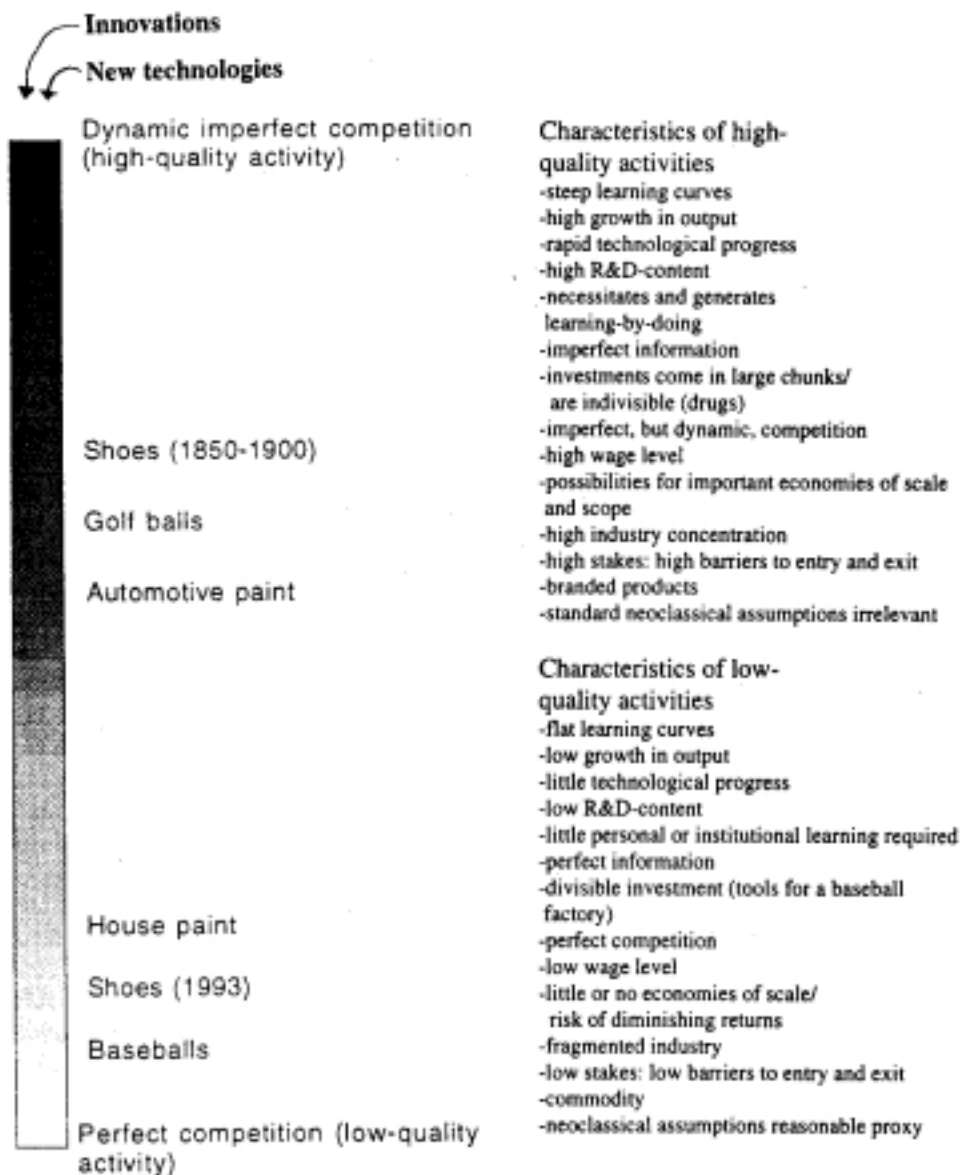 Innovations
New technologies
Dynamic imperfect competition
(high-quality activity)
Shoes (1850-1900)
Golf balls
Automotive paint
House paint
Shoes (1993)
Baseballs
Perfect competition (low-quality
activity)
Characteristics of high-
quality activities
-steep learning curves
-high growth in output
-rapid technological progress
-high R&D-content
-necessitates and generates
learning-by-doing
-imperfect information
-investments come in large chunks/
are indivisible (drugs)
-imperfect, but dynamic, competition
-high wage level
-possibilities for important economies of scale
and scope
-high industry concentration
-high stakes: high barriers to entry and exit
-branded products
-standard neoclassical assumptions irrelevant
Characteristics of low-
quality activities
-flat learning curves
-low growth in output
-little technological progress
-low R&D-content
-little personal or institutional learning required
-perfect information
-divisible investment (tools for a baseball
factory)
-perfect competition
-low wage level
-little or no economies of scale/
risk of diminishing returns
-fragmented industry
-low stakes: low barriers to entry and exit
-commodity
-neoclassical assumptions reasonable proxy